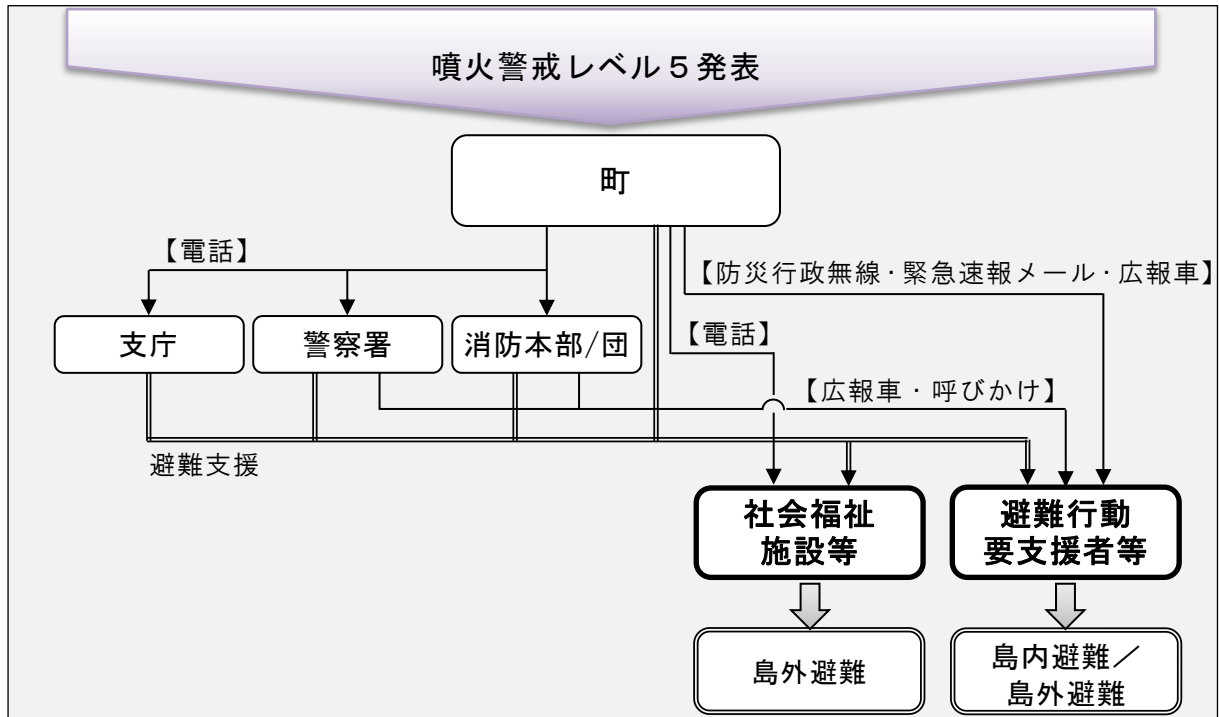 噴火警戒レベル５発表
町
【電話】
【防災行政無線・緊急速報メール・広報車】
支庁
警察署
消防本部/団
【電話】
【広報車・呼びかけ】
避難支援
社会福祉
施設等
避難行動
要支援者等
島外避難
島内避難／
島外避難